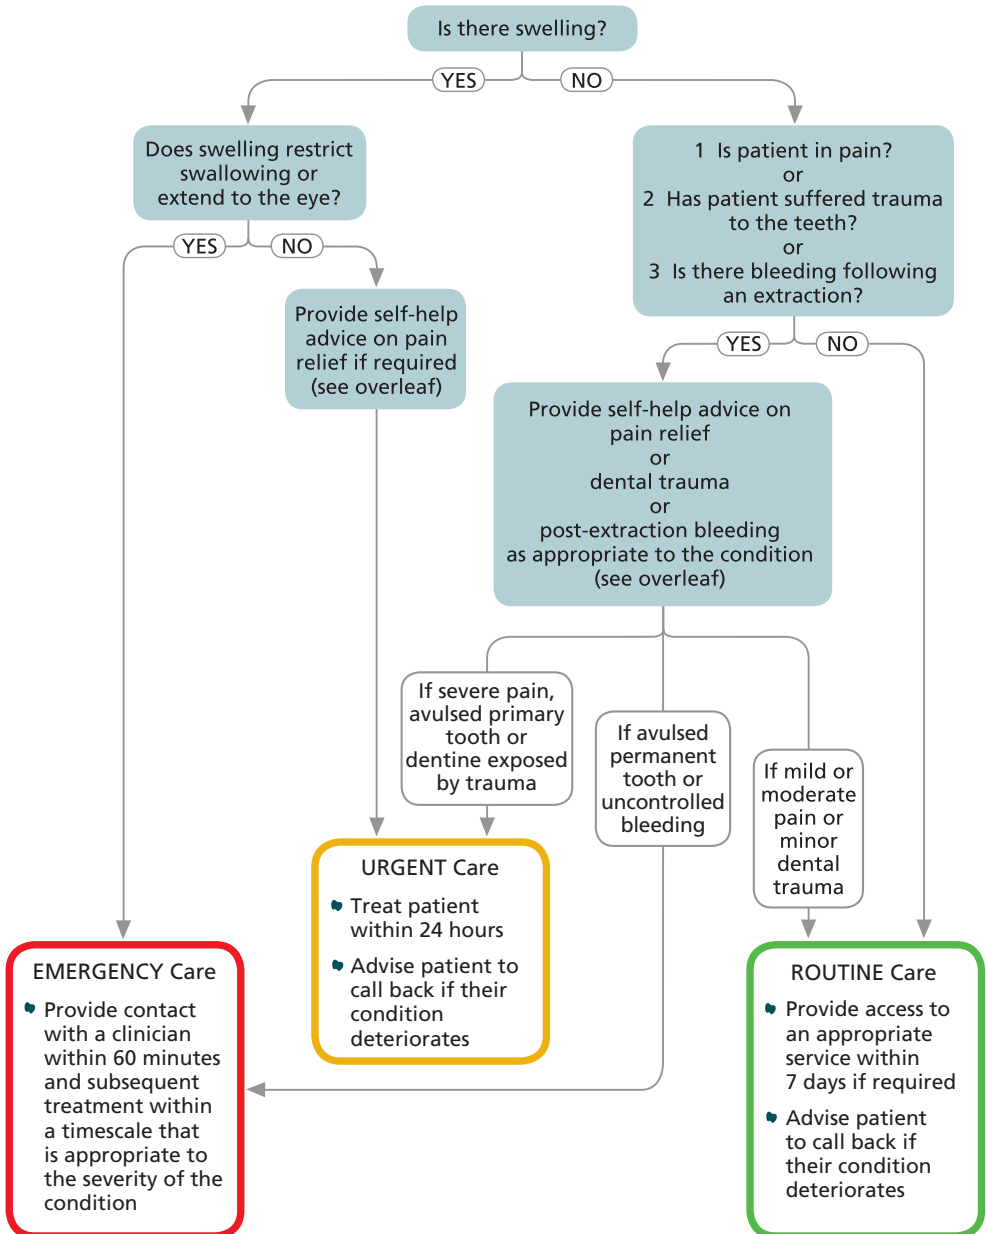 Is there swelling?
YES
NO
Does swelling restrict
swallowing or
extend to the eye?
1 Is patient in pain?
or
2 Has patient suffered trauma
to the teeth?
or
3 Is there bleeding following
an extraction?
YES
NO
Provide self-help
advice on pain
relief if required
(see overleaf)
YES
NO
Provide self-help advice on
pain relief
or
dental trauma
or
post-extraction bleeding
as appropriate to the condition
(see overleaf)
If severe pain,
avulsed primary
tooth or
dentine exposed
by trauma
If avulsed
permanent
tooth or
uncontrolled
bleeding
If mild or
moderate
pain or
minor
dental
trauma
URGENT Care
Treat patient
within 24 hours
Advise patient to
call back if their
condition
deteriorates
EMERGENCY Care
Provide contact
with a clinician
within 60 minutes
and subsequent
treatment within
a timescale that
is appropriate to
the severity of the
condition
ROUTINE Care
Provide access to
an appropriate
service within
7 days if required
Advise patient
to call back if
their condition
deteriorates